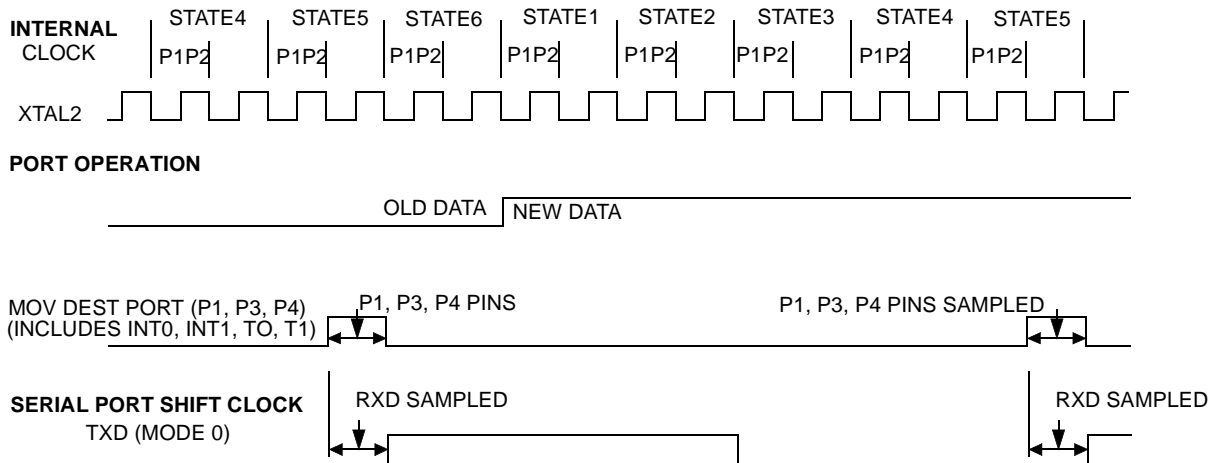 INTERNAL
CLOCK
STATE4 STATE5 STATE6 STATE1 STATE2 STATE3 STATE4 STATE5
P1P2 P1P2 P1P2 P1P2 P1P2 P1P2 P1P2 P1P2
XTAL2
PORT OPERATION
OLD DATA NEW DATA
MOV DEST PORT (P1, P3, P4)
(INCLUDES INT0, INT1, TO, T1)
P1, P3, P4 PINS
P1, P3, P4 PINS SAMPLED
SERIAL PORT SHIFT CLOCK
TXD (MODE 0)
RXD SAMPLED
RXD SAMPLED